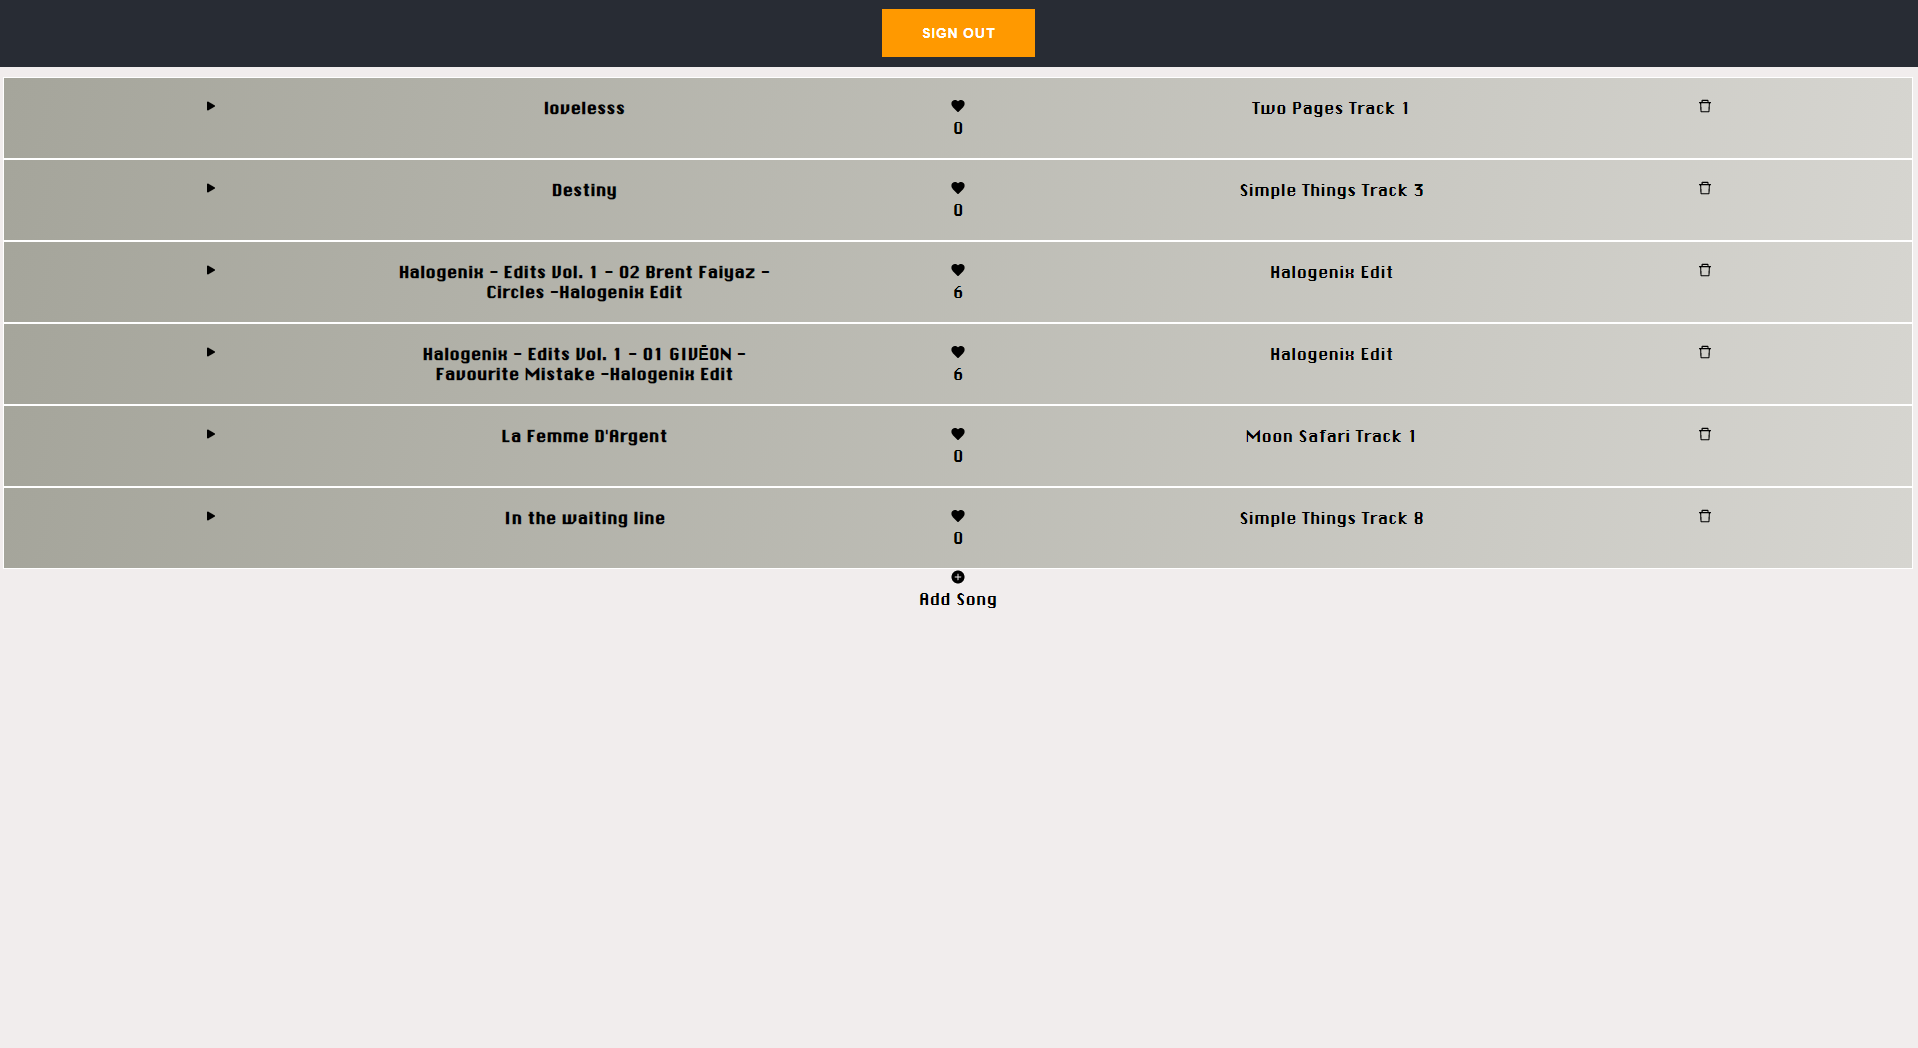 SIGN OUT
lovelesss
0
Two Pages Track 1
Destiny
0
Simple Things Track 3
Halogenix - Edits Vol. 1 - 02 Brent Faiyaz -
Circles -Halogenix Edit
6
Halogenix Edit
Halogenix - Edits Vol. 1 - 01 GIVĒON -
Favourite Mistake -Halogenix Edit
6
Halogenix Edit
La Femme D'Argent
0
Moon Safari Track 1
In the waiting line
0
Simple Things Track 8
Add Song